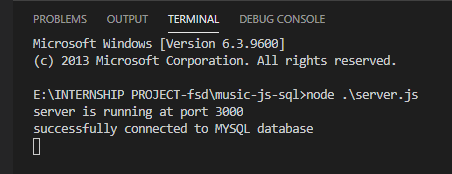 PROBLEMS OUTPUT TERMINAL DEBUG CONSOLE
Microsoft Windows [Version 6.3.9600]
(c) 2013 Microsoft Corporation. All rights reserved.
E:\INTERNSHIP PROJECT-fsd\music-js-sql>node .\server.js
server is running at port 3000
successfully connected to MYSQL database